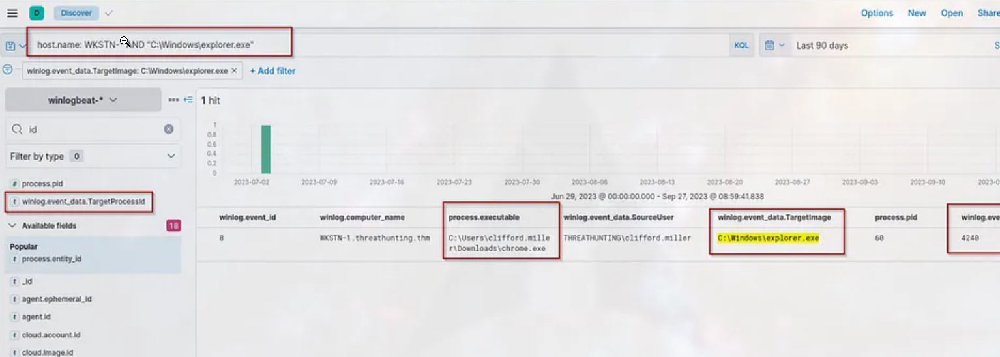 D Discover Options New Open Share
host.name: WKSTN-* AND "C:\Windows\explorer.exe" KQL Last 90 days S
winlog.event_data.TargetImage: C:\Windows\explorer.exe × + Add filter
winlogbeat-*
1 hit
id
Filter by type 0
1
0.8
0.6
0.4
0.2
0
2023-07-02 2023-07-09 2023-07-16 2023-07-23 2023-07-30 2023-08-06 2023-08-13 2023-08-20 2023-08-27 2023-09-03 2023-09-10 2023-0
Jun 29, 2023 @ 00:00:00.000 - Sep 27, 2023 @ 08:59:41.838
# process.pid
t winlog.event_data.TargetProcessId
Available fields 18
Popular
t process.entity_id
t _id
t agent.ephemeral_id
t agent.id
t cloud.account.id
t cloud.image.id
winlog.event_id winlog.computer_name process.executable winlog.event_data.SourceUser winlog.event_data.TargetImage process.pid winlog.eve
8 WKSTN-1.threathunting.thm C:\Users\clifford.mille THREATHUNTING\clifford.miller C:\Windows\explorer.exe 60 4240
r\Downloads\chrome.exe